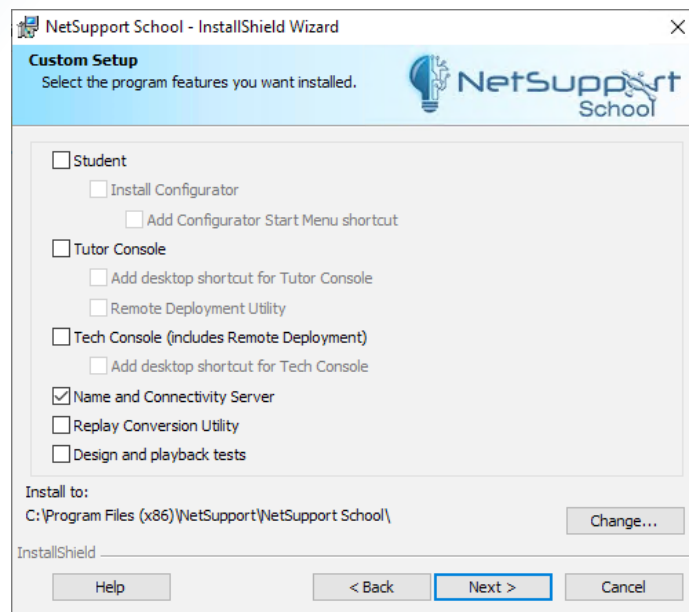 NetSupport School - InstallShield Wizard
Custom Setup
Select the program features you want installed.
NetSupport
School
Student
Install Configurator
Add Configurator Start Menu shortcut
Tutor Console
Add desktop shortcut for Tutor Console
Remote Deployment Utility
Tech Console (includes Remote Deployment)
Add desktop shortcut for Tech Console
Name and Connectivity Server
Replay Conversion Utility
Design and playback tests
Install to:
C:\Program Files (x86)\NetSupport\NetSupport School\
Change...
InstallShield
Help
< Back
Next >
Cancel